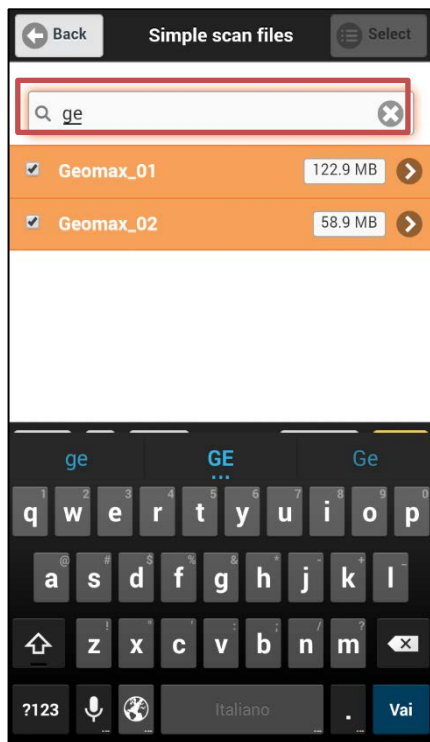 Back Simple scan files Select
ge
Geomax_01 122.9 MB
Geomax_02 58.9 MB
ge GE Ge
1 2 3 4 5 6 7 8 9 0
q w e r t y u i o p
@ # $ % & * - + ( )
a s d f g h j k l
! " ' : ; / ?
z x c v b n m
?123 Italiano . Vai